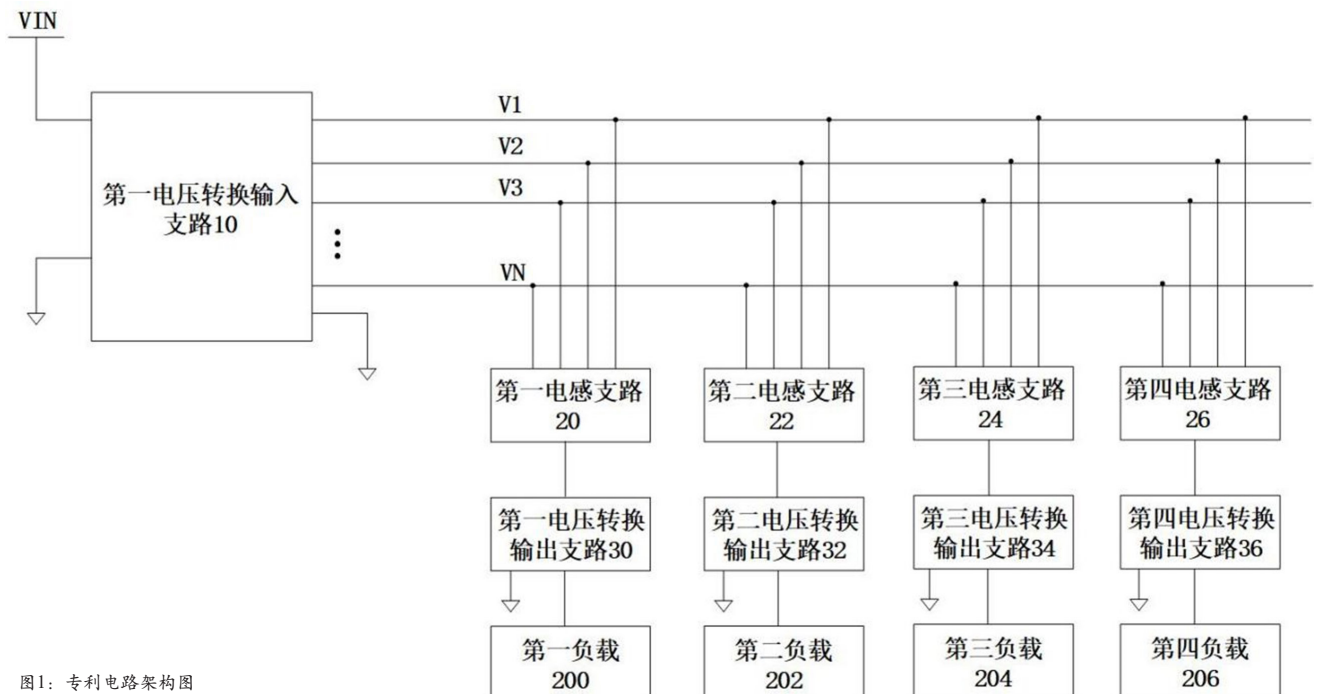 VIN
V1
V2
V3
VN
第一电压转换输入
支路10
第一电感支路
20
第二电感支路
22
第三电感支路
24
第四电感支路
26
第一电压转换
输出支路30
第二电压转换
输出支路32
第三电压转换
输出支路34
第四电压转换
输出支路36
第一负载
200
第二负载
202
第三负载
204
第四负载
206
图1：专利电路架构图